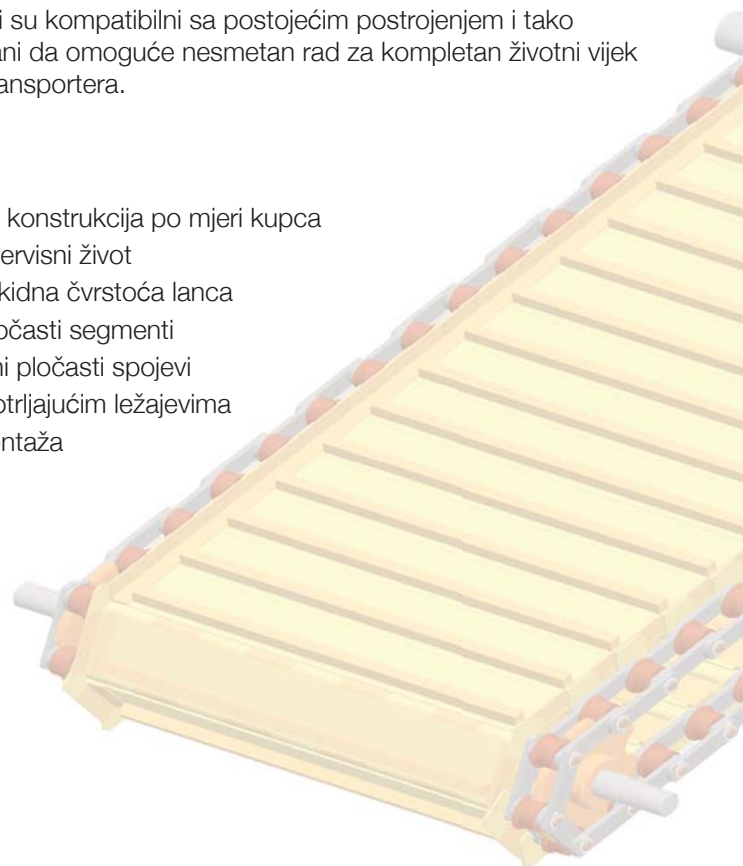 i su kompatibilni sa postojećim postrojenjem i tako
ani da omoguće nesmetan rad za kompletan životni vijek
ansportera.
konstrukcija po mjeri kupca
ervisni život
kidna čvrstoća lanca
očasti segmenti
ni pločasti spojevi
otrljajućim ležajevima
ntaža